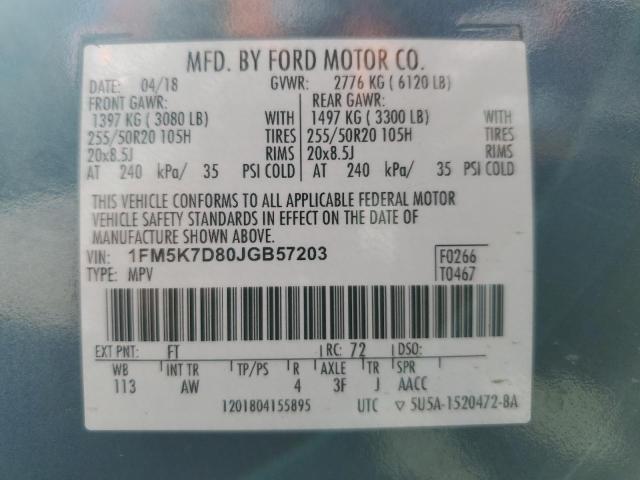 MFD. BY FORD MOTOR CO.
DATE: 04/18 GVWR: 2776 KG ( 6120 LB)
FRONT GAWR: REAR GAWR:
1397 KG ( 3080 LB) WITH 1497 KG ( 3300 LB) WITH
255/50R20 105H TIRES 255/50R20 105H TIRES
20x8.5J RIMS 20x8.5J RIMS
AT 240 kPa/ 35 PSI COLD AT 240 kPa/ 35 PSI COLD
THIS VEHICLE CONFORMS TO ALL APPLICABLE FEDERAL MOTOR
VEHICLE SAFETY STANDARDS IN EFFECT ON THE DATE OF
MANUFACTURE SHOWN ABOVE.
VIN: 1FM5K7D80JGB57203 F0266
TYPE: MPV T0467
EXT PNT: FT RC: 72 DSO:
WB INT TR TP/PS R AXLE TR SPR
113 AW 4 3F J AACC
1201804155895 UTC ▽ 5U5A-1520472-BA